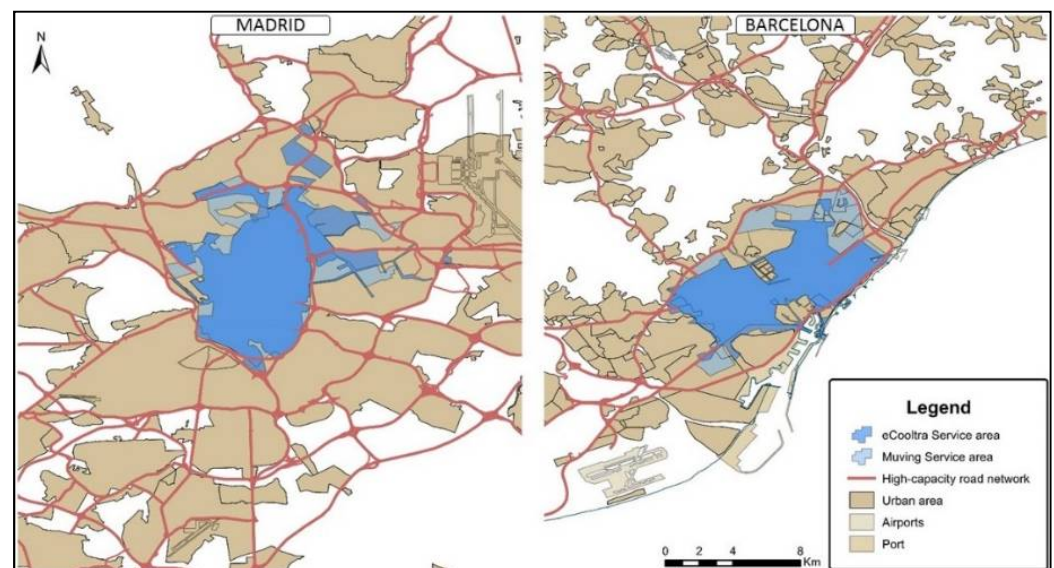 MADRID
BARCELONA
N
Legend
eCooltra Service area
Muving Service area
High-capacity road network
Urban area
Airports
Port
0 2 4 8
Km